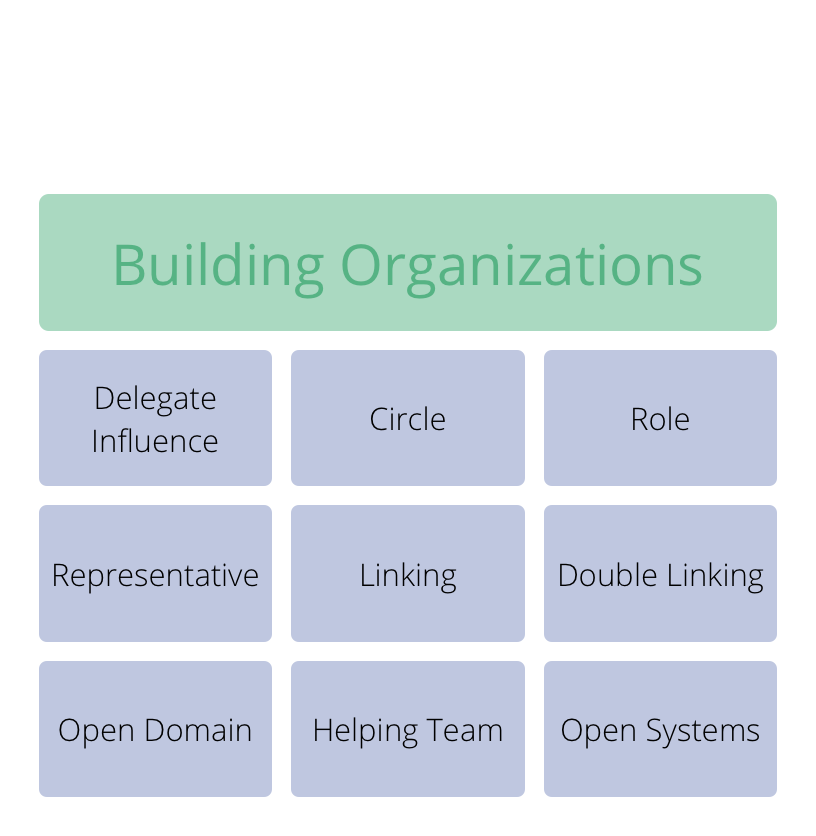 Building Organizations
Delegate
Influence
Circle
Role
Representative
Linking
Double Linking
Open Domain
Helping Team
Open Systems